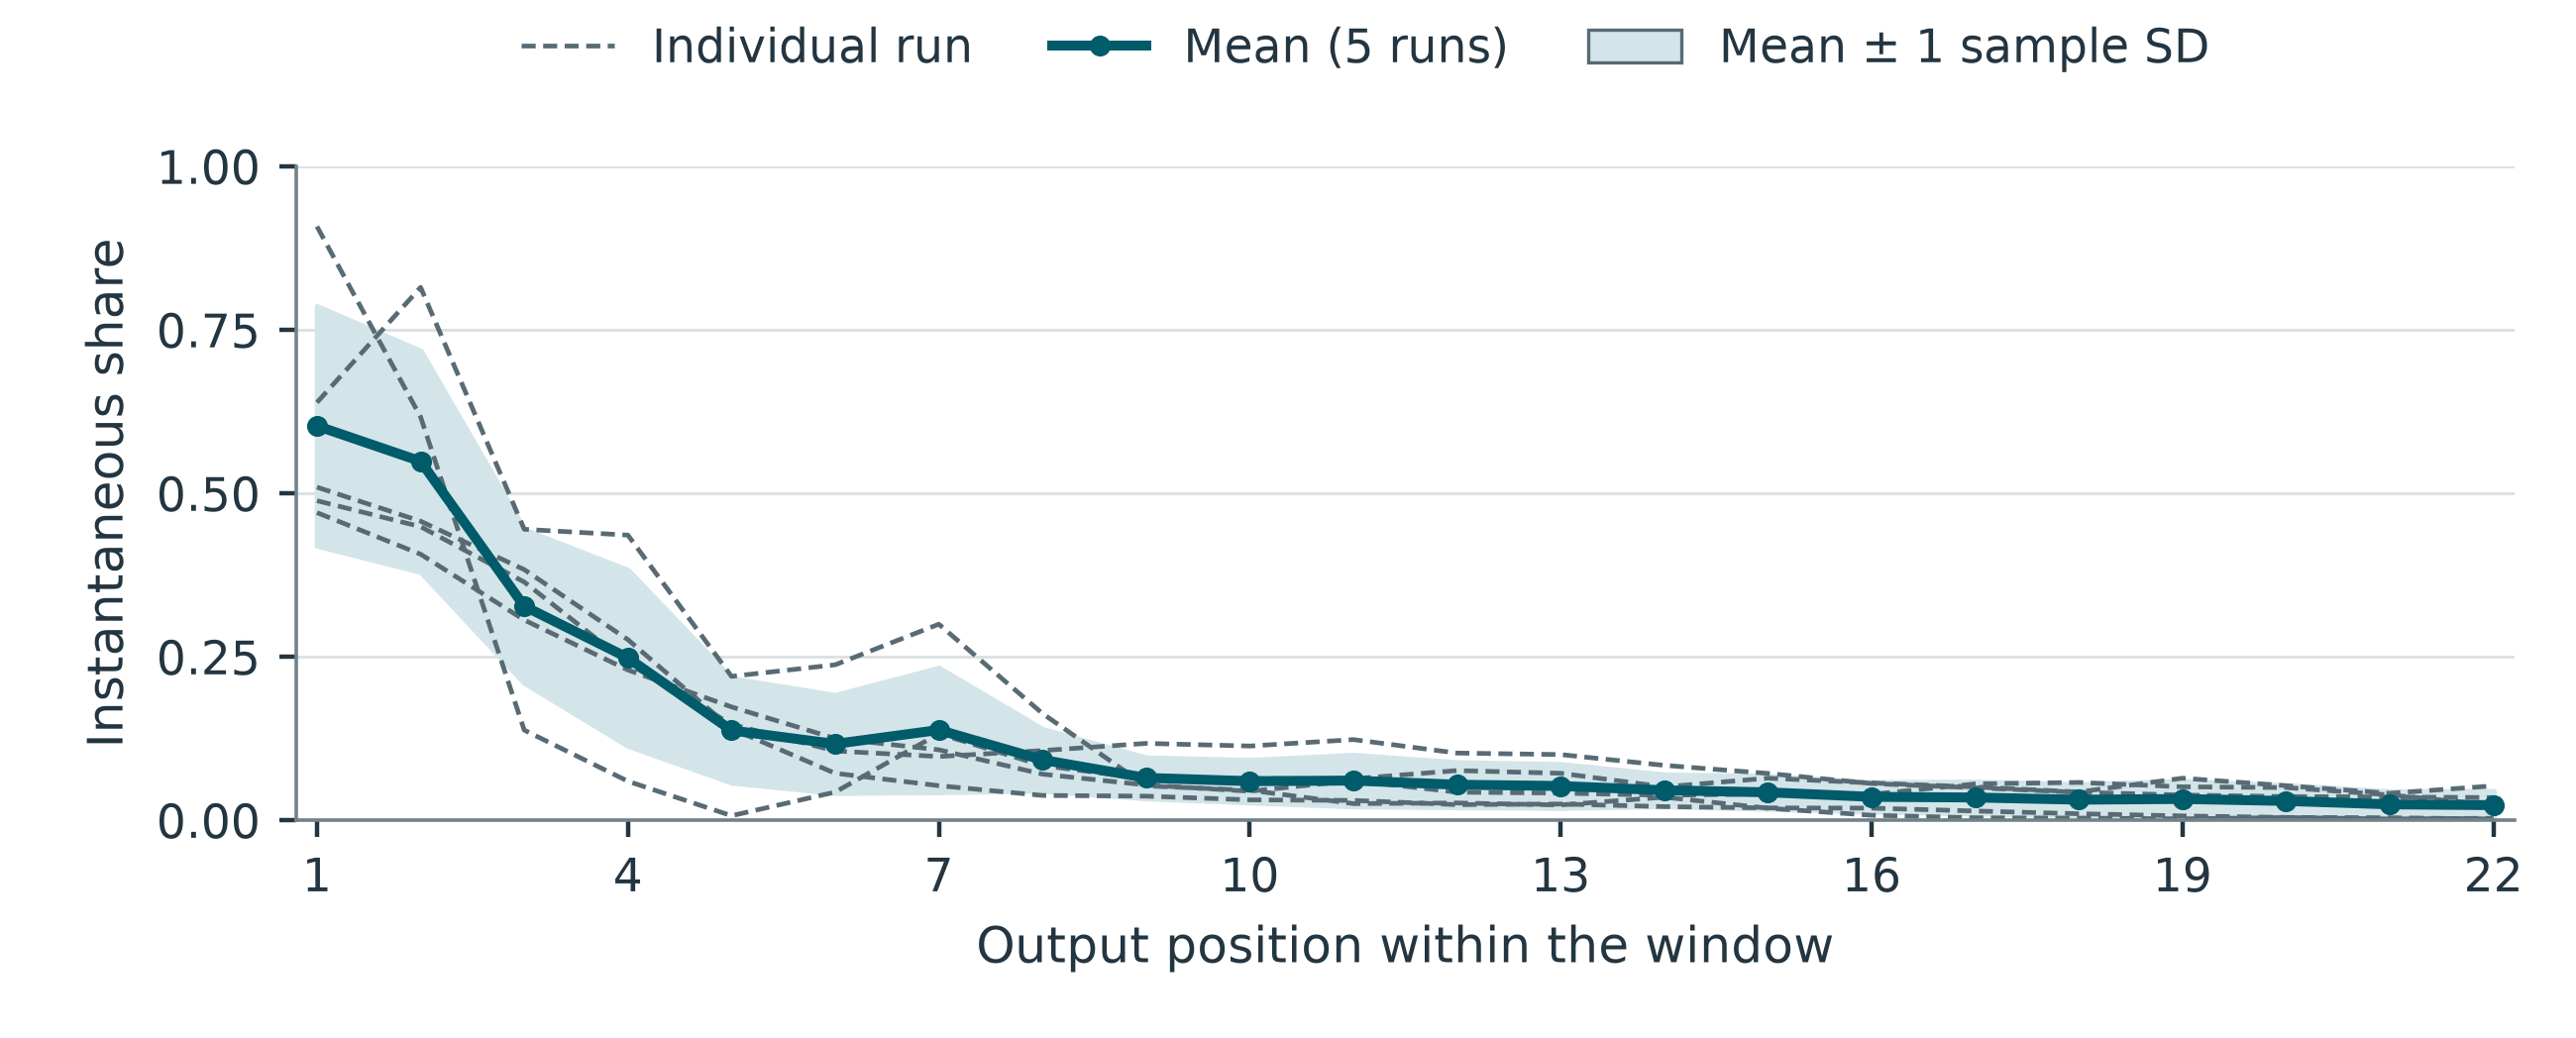 Individual run
Mean (5 runs)
Mean ± 1 sample SD
Instantaneous share
1.00
0.75
0.50
0.25
0.00
1 4 7 10 13 16 19 22
Output position within the window